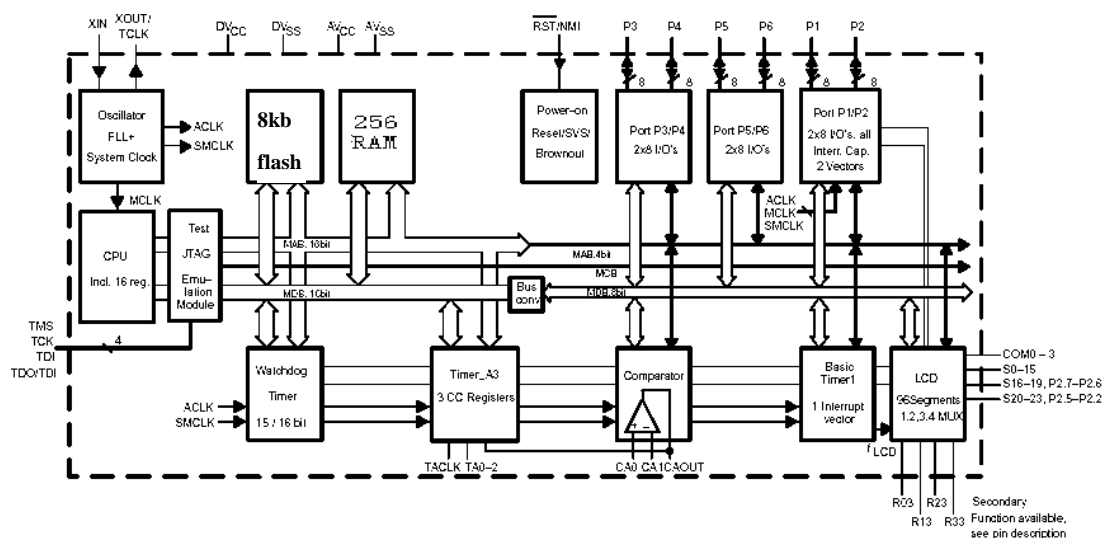 XIN
XOUT/
TCLK
DVCC
DVSS
AVCC
AVSS
RST/NMI
P3
P4
P5
P6
P1
P2
8
8
8
8
8
8
Oscillator
FLL+
System Clock
ACLK
SMCLK
8kb
flash
256
RAM
Power-on
Reset/SVS/
Brownout
Port P3/P4
2x8 I/O's
Port P5/P6
2x8 I/O's
Port P1/P2
2x8 I/O's. all
Interr. Cap.
2 Vectors
MCLK
ACLK
MCLK
SMCLK
CPU
Incl. 16 reg.
Test
JTAG
Emu-
lation
Module
MAB. 16bit
MAB.4bit
MCB
MDB. 16bit
Bus
conv
MDB.8bit
TMS
TCK
TDI
TDO/TDI
4
Watchdog
Timer
15 / 16 bit
ACLK
SMCLK
Timer_A3
3 CC Registers
Comparator
+ –
Basic
Timer1
1 Interrupt
vector
LCD
96Segments
1.2,3.4 MUX
COM0 – 3
S0–15
S16–19, P2.7–P2.6
S20–23, P2.5–P2.2
fLCD
TACLK TA0–2
CA0 CA1CAOUT
R03
R13
R23
R33
Secondary
Function available,
see pin description